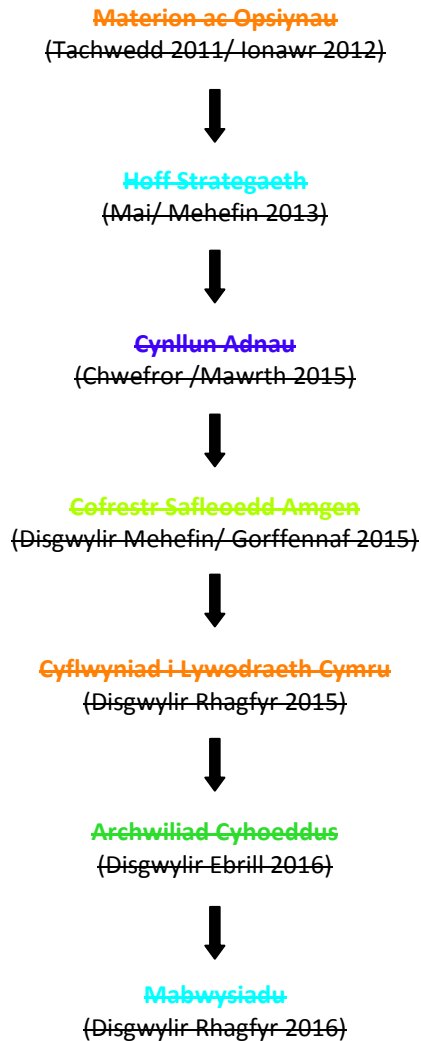 Materion ac Opsiynau
(Tachwedd 2011/ Ionawr 2012)
Hoff Strategaeth
(Mai/ Mehefin 2013)
Cynllun Adnau
(Chwefror /Mawrth 2015)
Cofrestr Safleoedd Amgen
(Disgwylir Mehefin/ Gorffennaf 2015)
Cyflwyniad i Lywodraeth Cymru
(Disgwylir Rhagfyr 2015)
Archwiliad Cyhoeddus
(Disgwylir Ebrill 2016)
Mabwysiadu
(Disgwylir Rhagfyr 2016)